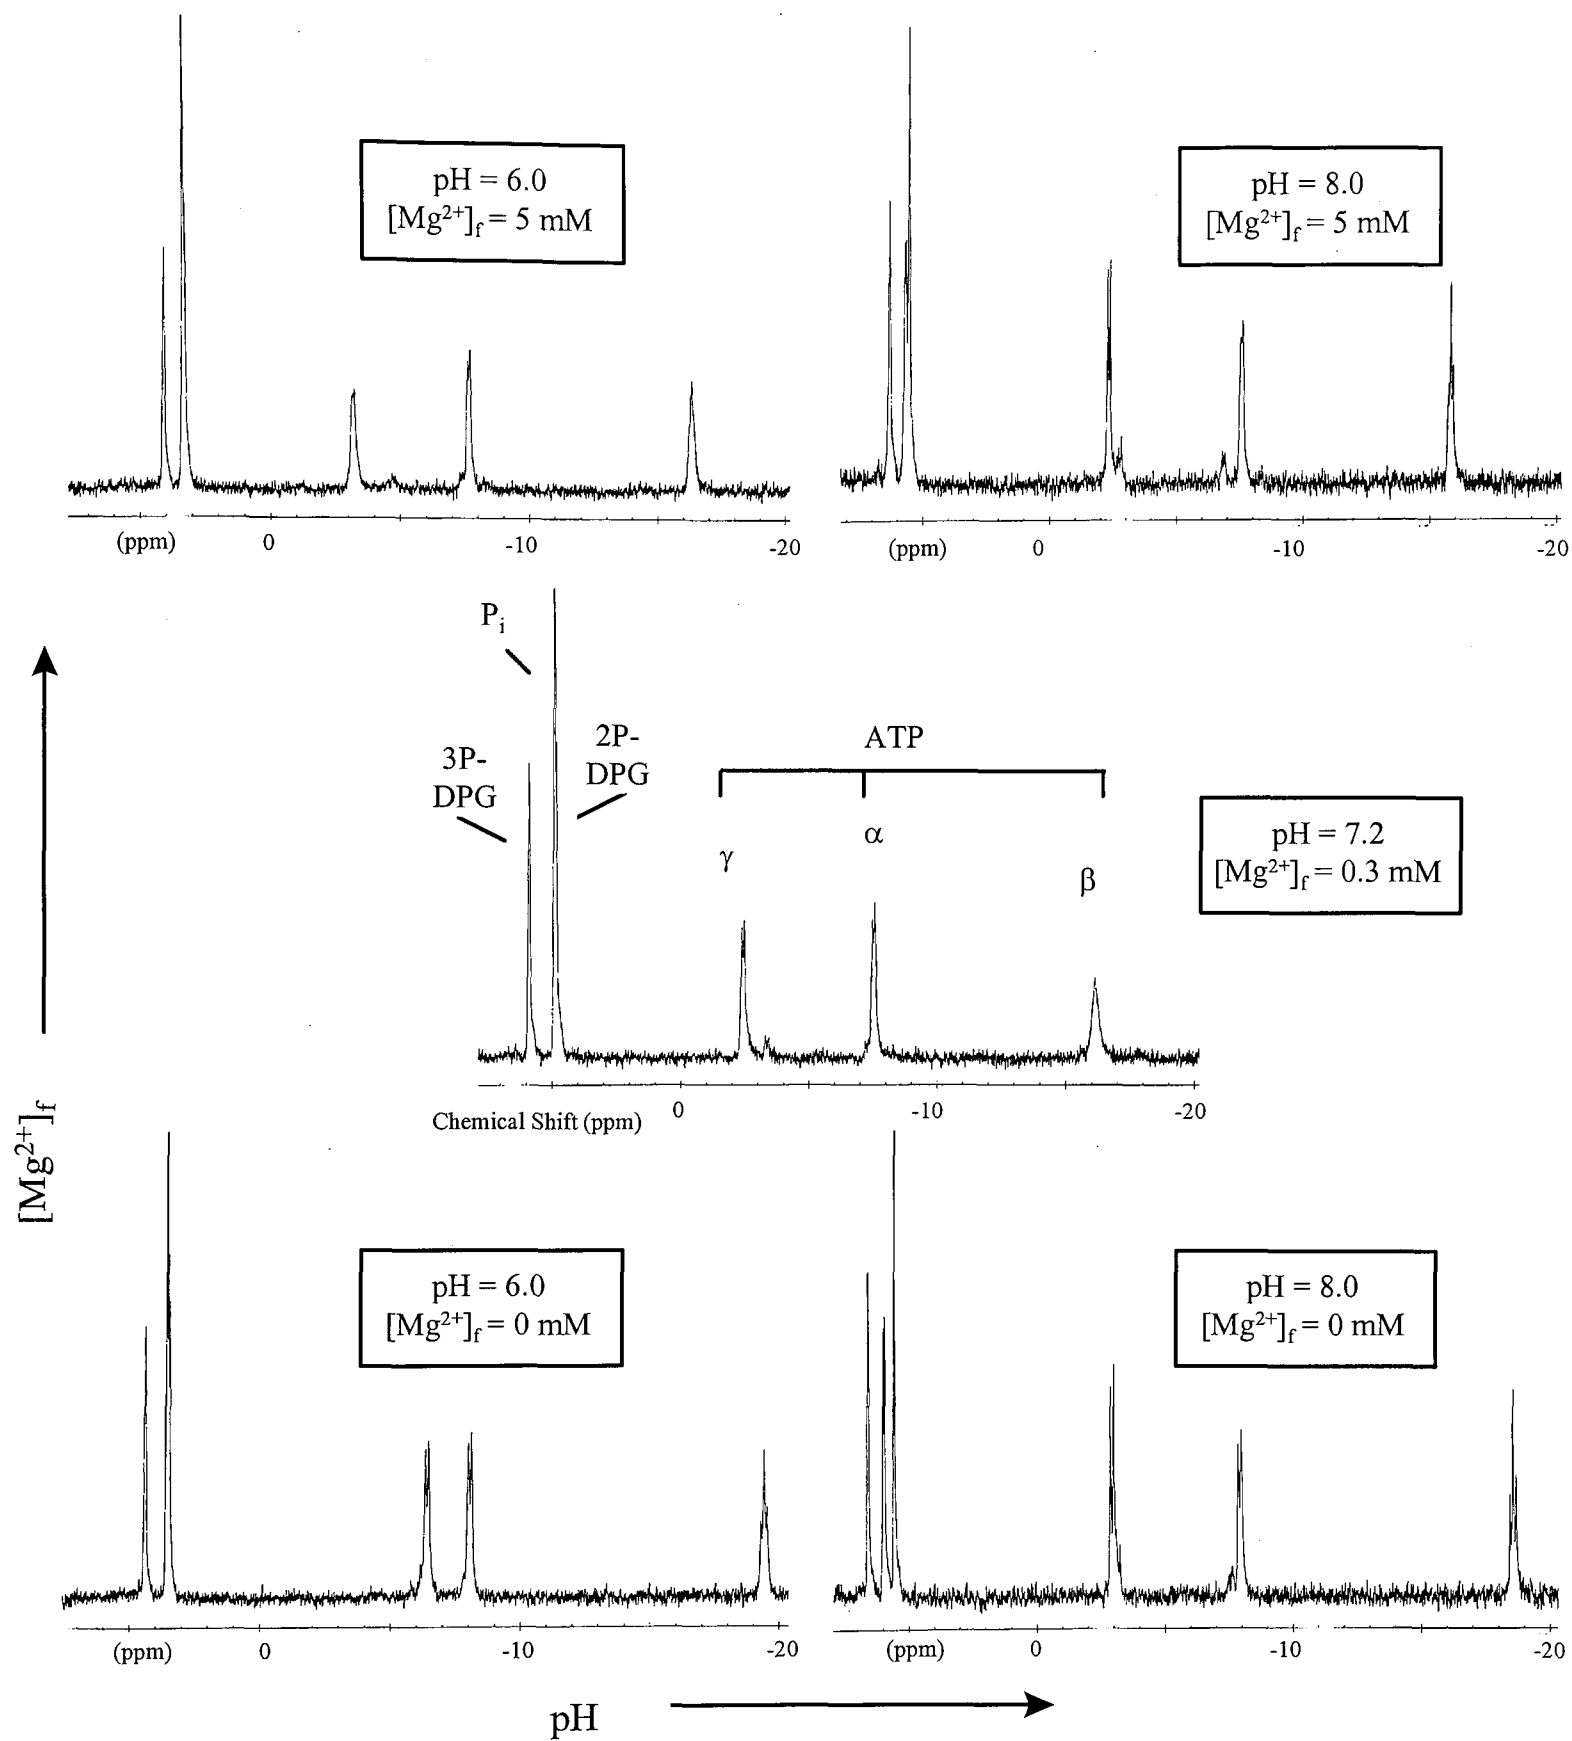 pH = 6.0
[Mg²⁺]f = 5 mM
(ppm) 0 -10 -20
pH = 8.0
[Mg²⁺]f = 5 mM
(ppm) 0 -10 -20
Pi
3P-
DPG
2P-
DPG
ATP
γ
α
β
pH = 7.2
[Mg²⁺]f = 0.3 mM
Chemical Shift (ppm) 0 -10 -20
[Mg²⁺]f
pH = 6.0
[Mg²⁺]f = 0 mM
(ppm) 0 -10 -20
pH = 8.0
[Mg²⁺]f = 0 mM
(ppm) 0 -10 -20
pH